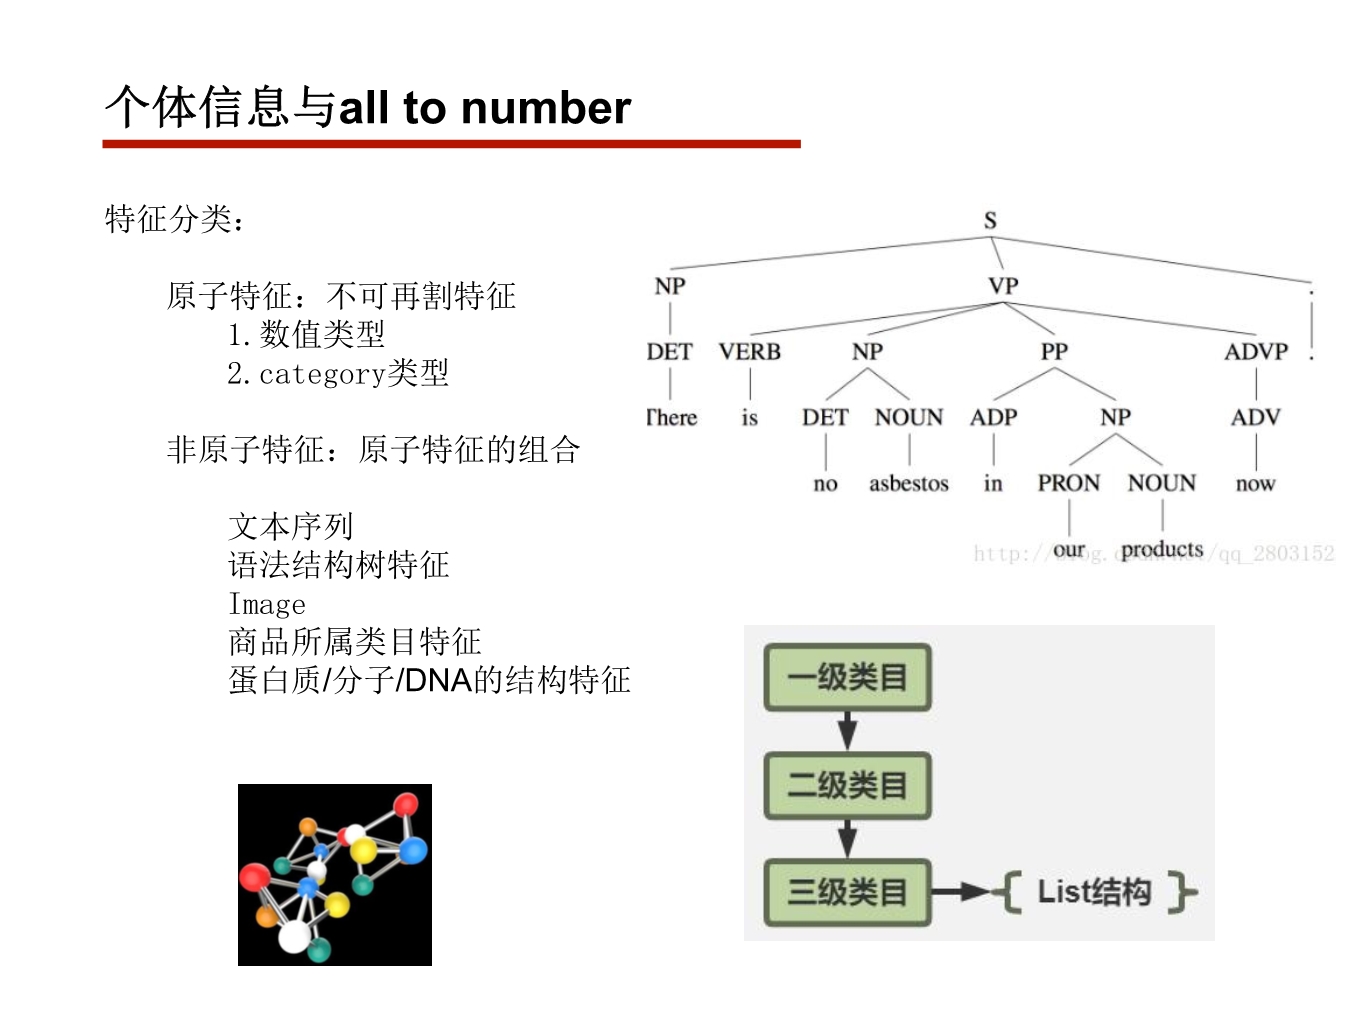 个体信息与all to number
特征分类：
原子特征：不可再割特征
1.数值类型
2.category类型
非原子特征：原子特征的组合
文本序列
语法结构树特征
Image
商品所属类目特征
蛋白质/分子/DNA的结构特征
S
NP VP .
DET VERB NP PP ADVP .
There is DET NOUN ADP NP ADV
no asbestos in PRON NOUN now
our products
一级类目
二级类目
三级类目 List结构